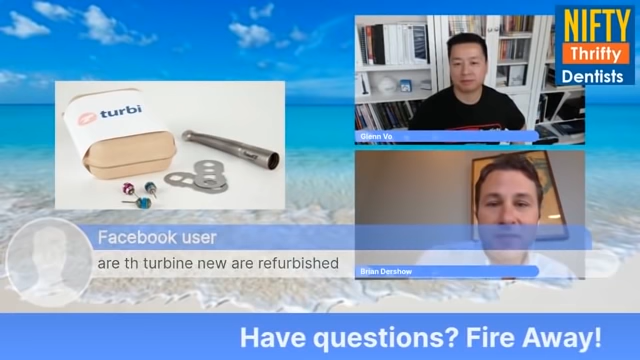 NIFTY
Thrifty
Dentists
turbi
Glenn Vo
Brian Dershow
Facebook user
are th turbine new are refurbished
Have questions? Fire Away!